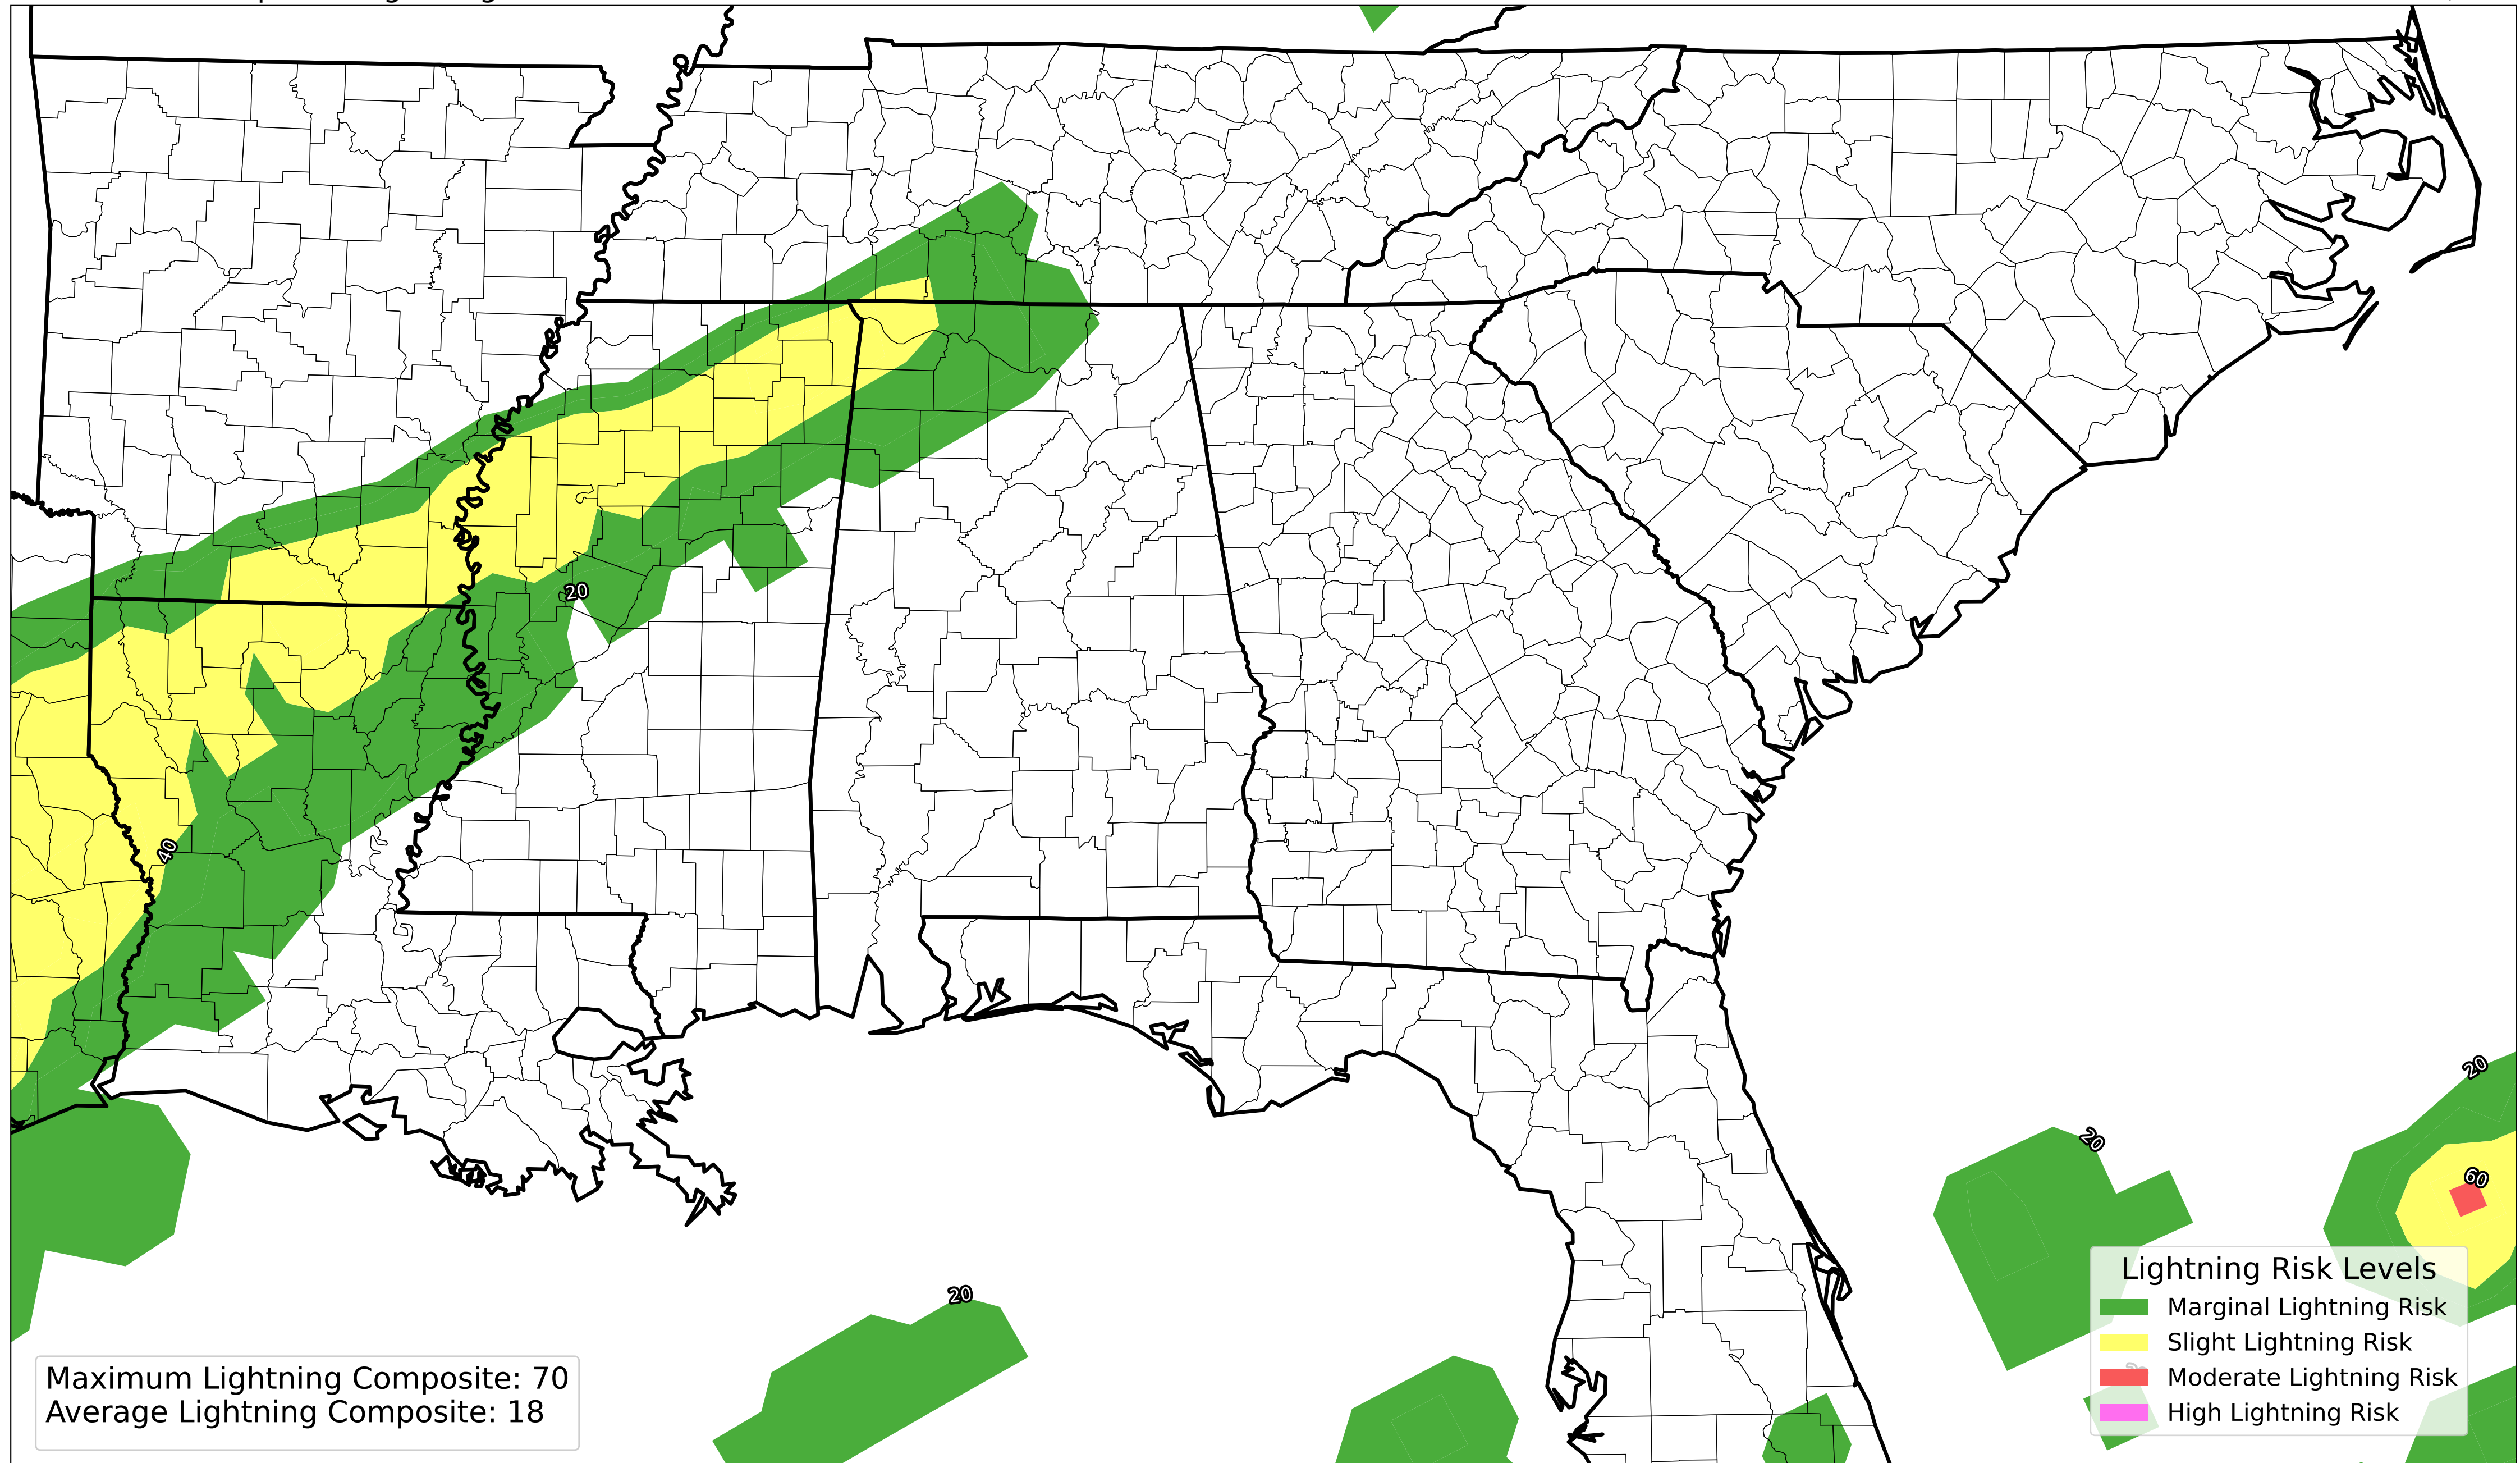 20
40
20
20
60
20
Lightning Risk Levels
Marginal Lightning Risk
Slight Lightning Risk
Moderate Lightning Risk
High Lightning Risk
Maximum Lightning Composite: 70
Average Lightning Composite: 18